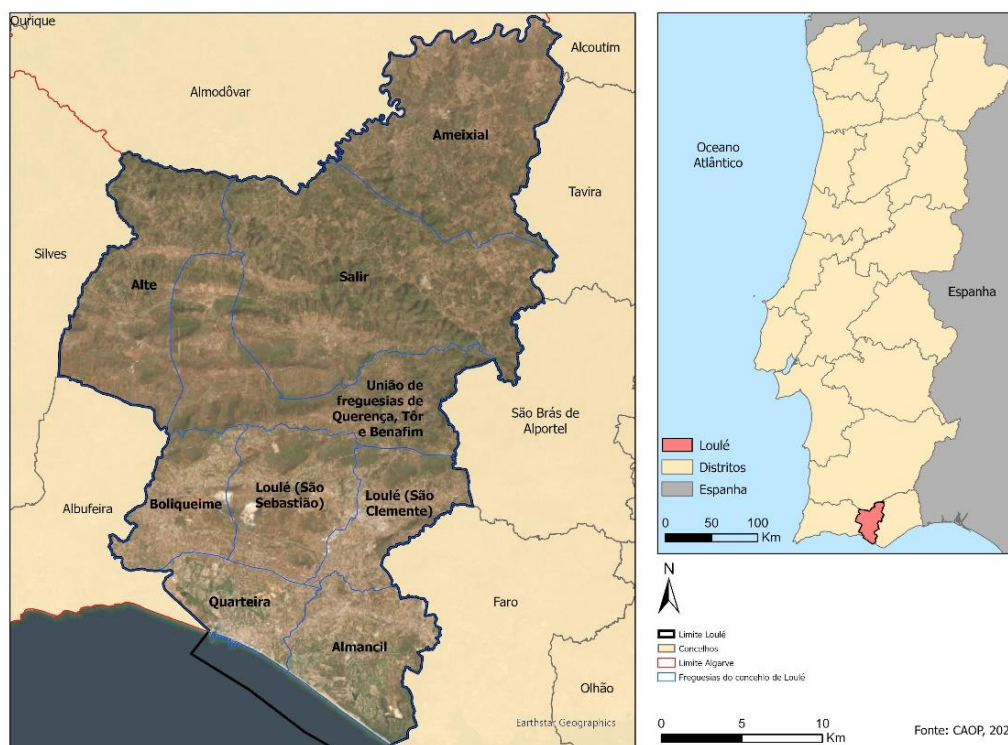 Ourique
Alcoutim
Almodôvar
Ameixial
Tavira
Silves
Alte
Salir
União de
freguesias de
Querença, Tôr
e Benafim
São Brás de
Alportel
Albufeira
Boliqueime
Loulé (São
Sebastião)
Loulé (São
Clemente)
Quarteira
Faro
Almancil
Olhão
Earthstar Geographics
Oceano
Atlântico
Espanha
Loulé
Distritos
Espanha
0 50 100
Km
N
Limite Loulé
Concelhos
Limite Algarve
Freguesias do concelho de Loulé
0 5 10
Km
Fonte: CAOP, 202